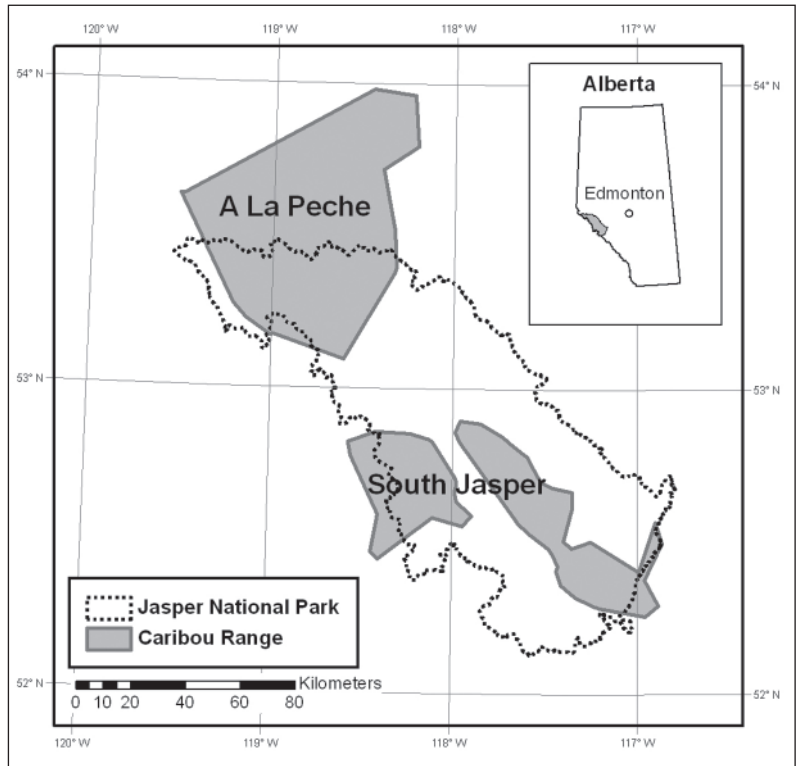 120° W 119° W 118° W 117° W
54° N 54° N
Alberta
Edmonton
A La Peche
53° N 53° N
South Jasper
Jasper National Park
Caribou Range
Kilometers
0 10 20 40 60 80
52° N 52° N
120° W 119° W 118° W 117° W